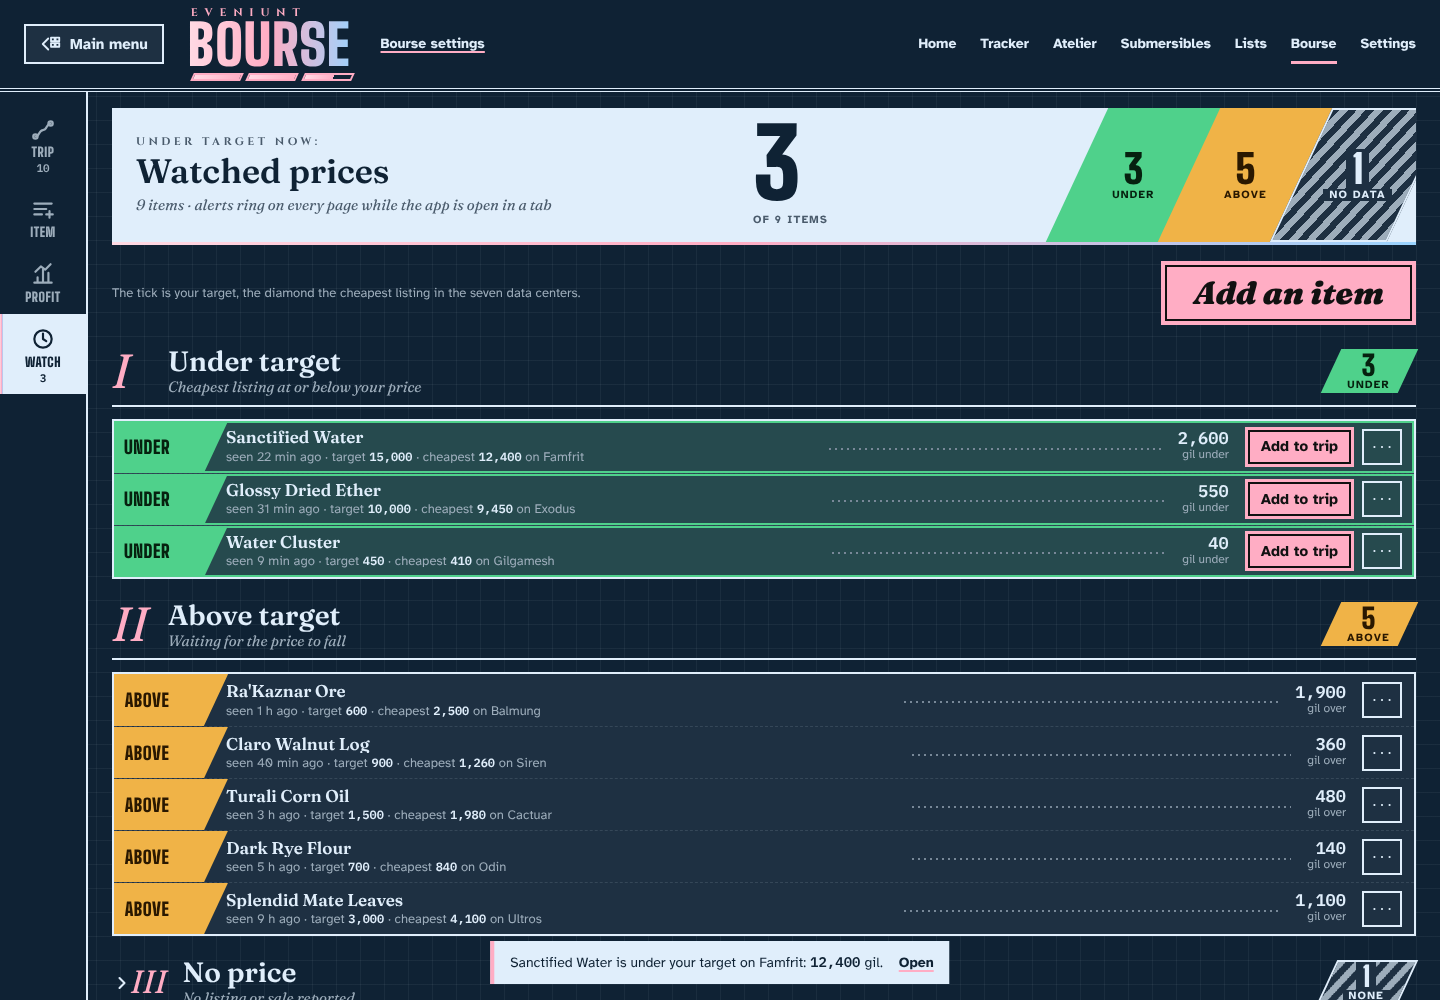 Main menu
EVENIUNT
BOURSE
Bourse settings
Home
Tracker
Atelier
Submersibles
Lists
Bourse
Settings
TRIP
10
ITEM
PROFIT
WATCH
3
UNDER TARGET NOW:
Watched prices
9 items · alerts ring on every page while the app is open in a tab
3
OF 9 ITEMS
3
UNDER
5
ABOVE
1
NO DATA
The tick is your target, the diamond the cheapest listing in the seven data centers.
Add an item
I
Under target
Cheapest listing at or below your price
3
UNDER
UNDER
Sanctified Water
seen 22 min ago · target 15,000 · cheapest 12,400 on Famfrit
2,600
gil under
Add to trip
...
UNDER
Glossy Dried Ether
seen 31 min ago · target 10,000 · cheapest 9,450 on Exodus
550
gil under
Add to trip
...
UNDER
Water Cluster
seen 9 min ago · target 450 · cheapest 410 on Gilgamesh
40
gil under
Add to trip
...
II
Above target
Waiting for the price to fall
5
ABOVE
ABOVE
Ra'Kaznar Ore
seen 1 h ago · target 600 · cheapest 2,500 on Balmung
1,900
gil over
...
ABOVE
Claro Walnut Log
seen 40 min ago · target 900 · cheapest 1,260 on Siren
360
gil over
...
ABOVE
Turali Corn Oil
seen 3 h ago · target 1,500 · cheapest 1,980 on Cactuar
480
gil over
...
ABOVE
Dark Rye Flour
seen 5 h ago · target 700 · cheapest 840 on Odin
140
gil over
...
ABOVE
Splendid Mate Leaves
seen 9 h ago · target 3,000 · cheapest 4,100 on Ultros
1,100
gil over
...
Sanctified Water is under your target on Famfrit: 12,400 gil.
Open
III
No price
No listing or sale reported
1
NONE